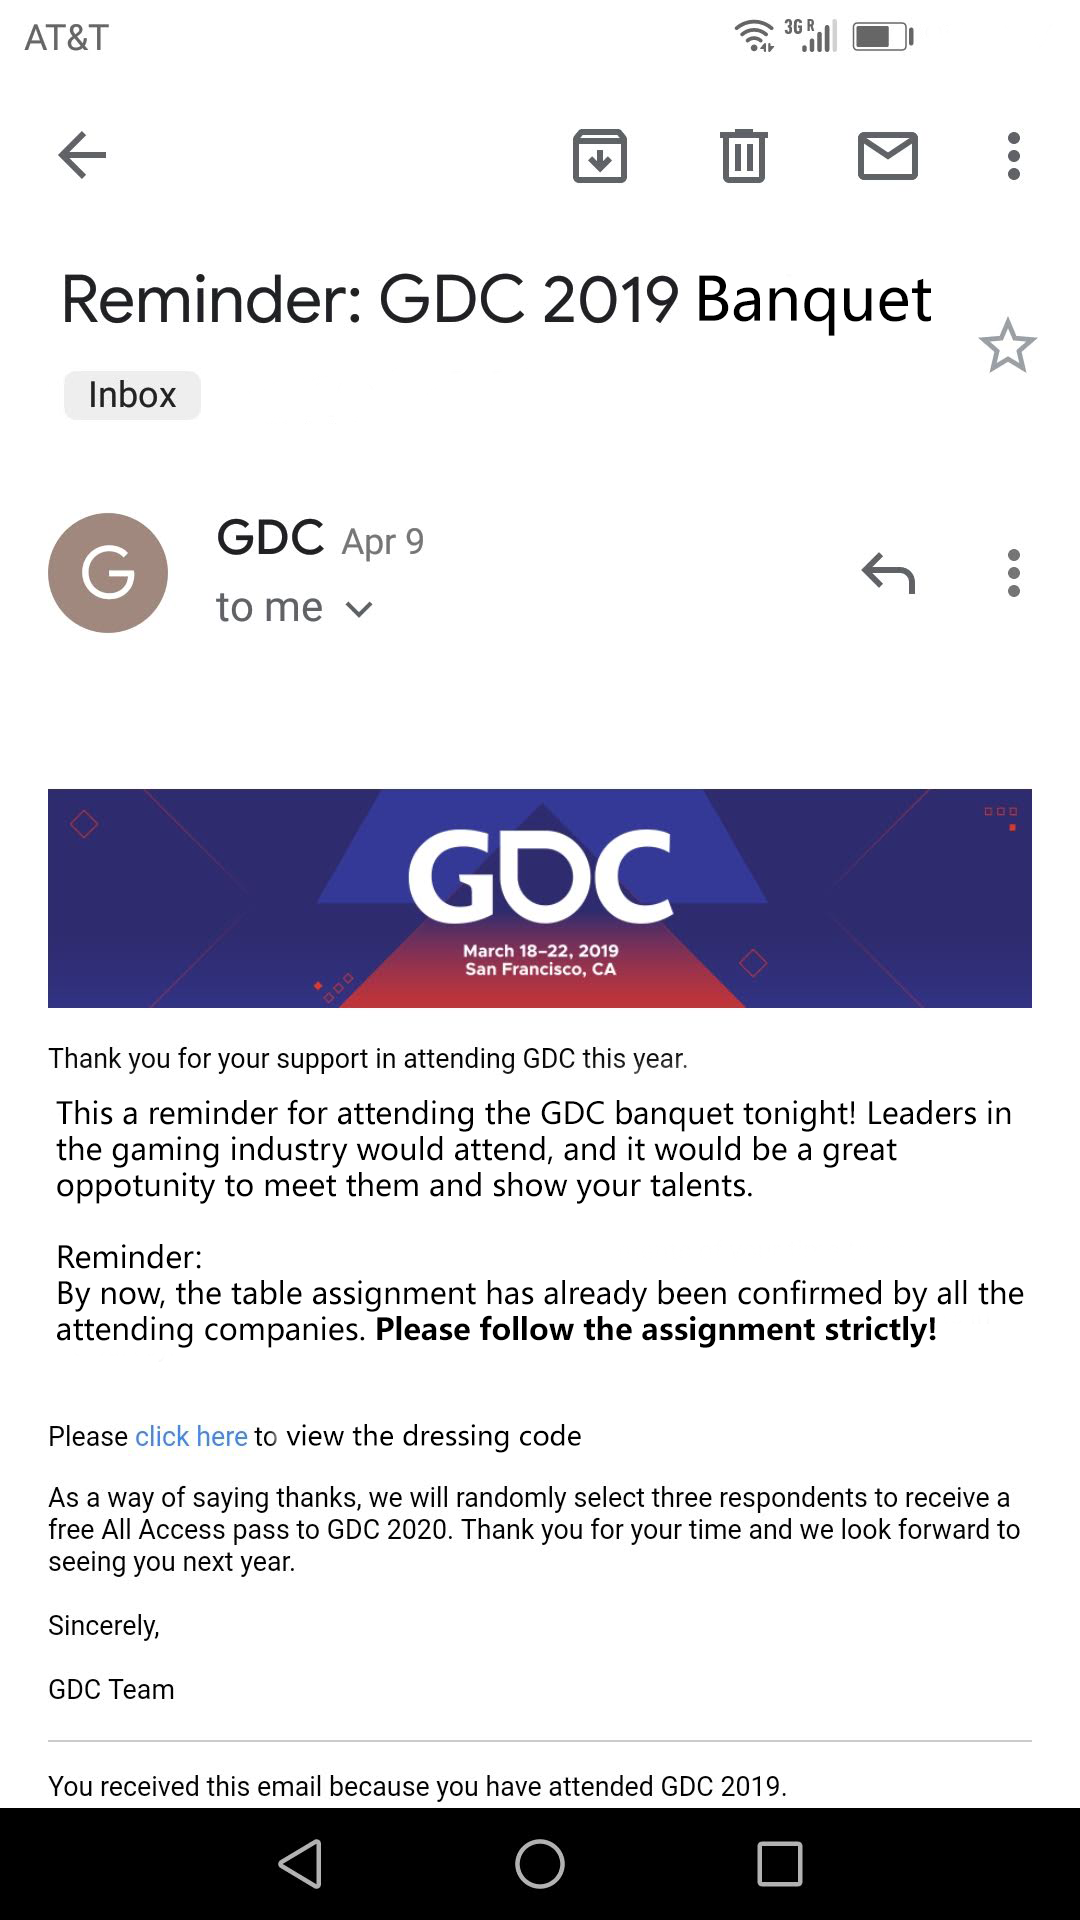 AT&T
3G R
Reminder: GDC 2019 Banquet
Inbox
G
GDC Apr 9
to me
GDC
March 18–22, 2019
San Francisco, CA
Thank you for your support in attending GDC this year.
This a reminder for attending the GDC banquet tonight! Leaders in
the gaming industry would attend, and it would be a great
oppotunity to meet them and show your talents.
Reminder:
By now, the table assignment has already been confirmed by all the
attending companies. Please follow the assignment strictly!
Please click here to view the dressing code
As a way of saying thanks, we will randomly select three respondents to receive a
free All Access pass to GDC 2020. Thank you for your time and we look forward to
seeing you next year.
Sincerely,
GDC Team
You received this email because you have attended GDC 2019.